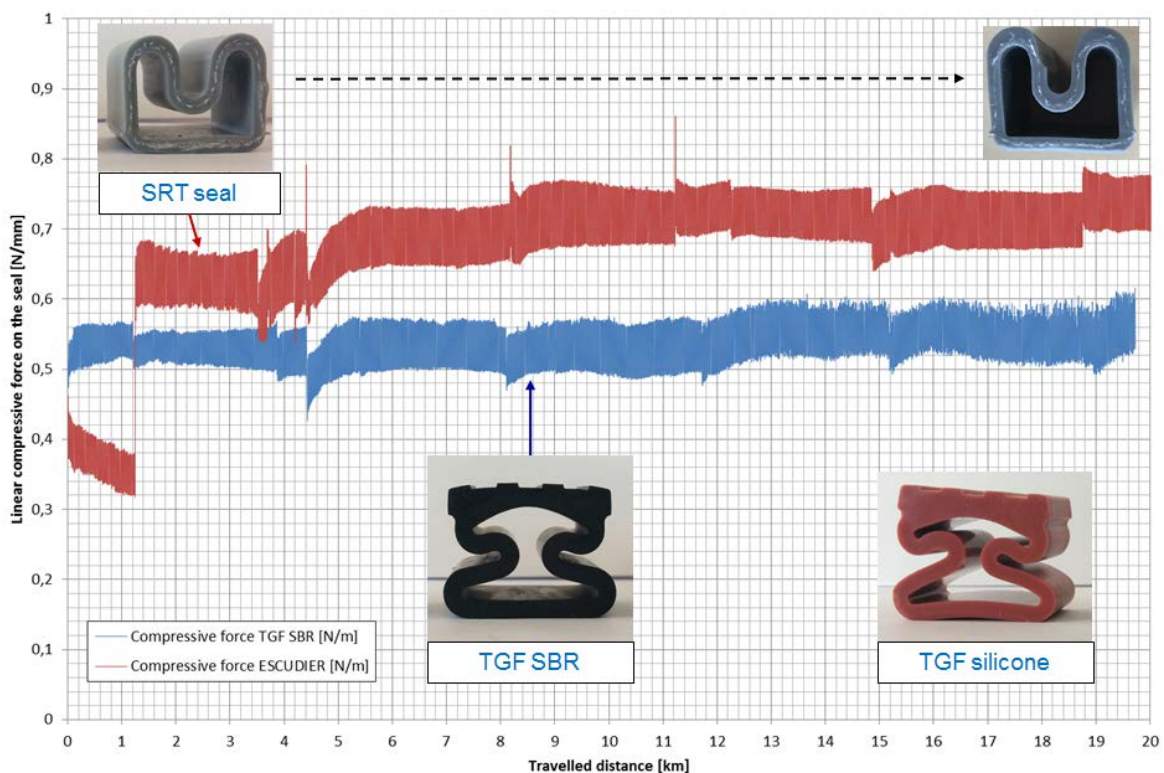 Linear compressive force on the seal [N/mm]
1
0,9
0,8
0,7
0,6
0,5
0,4
0,3
0,2
0,1
0
SRT seal
TGF SBR
TGF silicone
Compressive force TGF SBR [N/m]
Compressive force ESCUDIER [N/m]
0 1 2 3 4 5 6 7 8 9 10 11 12 13 14 15 16 17 18 19 20
Travelled distance [km]